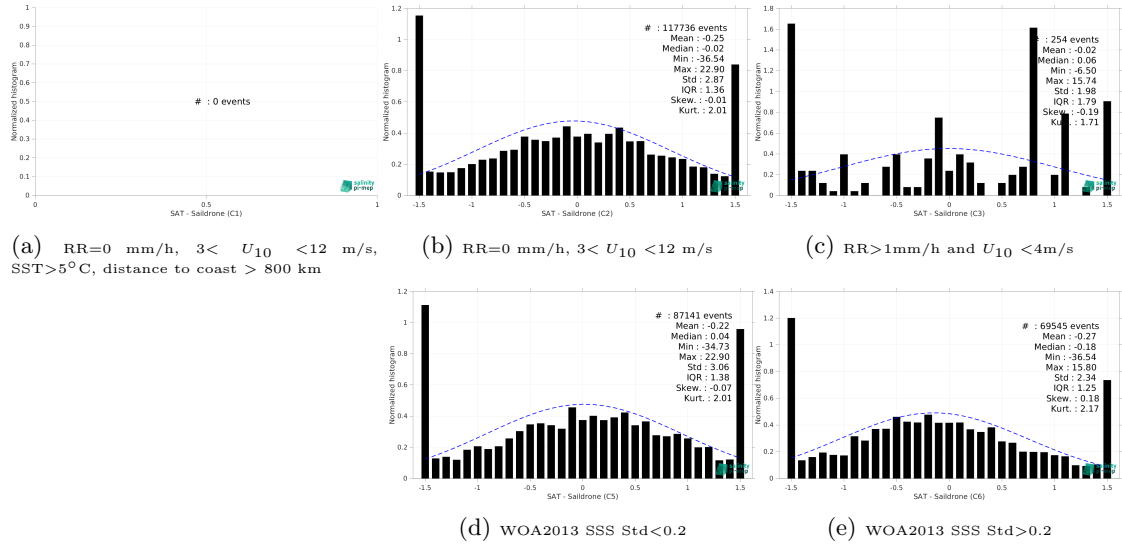 1
0.9
0.8
0.7
0.6
0.5
0.4
0.3
0.2
0.1
0
Normalized histogram
# : 0 events
salinity
pi-mep
0 0.5 1
SAT - Saildrone (C1)
(a) RR=0 mm/h, 3< U10 <12 m/s,
SST>5°C, distance to coast > 800 km
1.2
1
0.8
0.6
0.4
0.2
0
Normalized histogram
# : 117736 events
Mean : -0.25
Median : -0.02
Min : -36.54
Max : 22.90
Std : 2.87
IQR : 1.36
Skew. : -0.01
Kurt. : 2.01
salinity
pi-mep
-1.5 -1 -0.5 0 0.5 1 1.5
SAT - Saildrone (C2)
(b) RR=0 mm/h, 3< U10 <12 m/s
1.8
1.6
1.4
1.2
1
0.8
0.6
0.4
0.2
0
Normalized histogram
# : 254 events
Mean : -0.02
Median : 0.06
Min : -6.50
Max : 15.74
Std : 1.98
IQR : 1.79
Skew. : -0.19
Kurt. : 1.71
salinity
pi-mep
-1.5 -1 -0.5 0 0.5 1 1.5
SAT - Saildrone (C3)
(c) RR>1mm/h and U10 <4m/s
1.2
1
0.8
0.6
0.4
0.2
0
Normalized histogram
# : 87141 events
Mean : -0.22
Median : 0.04
Min : -34.73
Max : 22.90
Std : 3.06
IQR : 1.38
Skew. : -0.07
Kurt. : 2.01
salinity
pi-mep
-1.5 -1 -0.5 0 0.5 1 1.5
SAT - Saildrone (C5)
(d) WOA2013 SSS Std<0.2
1.4
1.2
1
0.8
0.6
0.4
0.2
0
Normalized histogram
# : 69545 events
Mean : -0.27
Median : -0.18
Min : -36.54
Max : 15.80
Std : 2.34
IQR : 1.25
Skew. : 0.18
Kurt. : 2.17
salinity
pi-mep
-1.5 -1 -0.5 0 0.5 1 1.5
SAT - Saildrone (C6)
(e) WOA2013 SSS Std>0.2